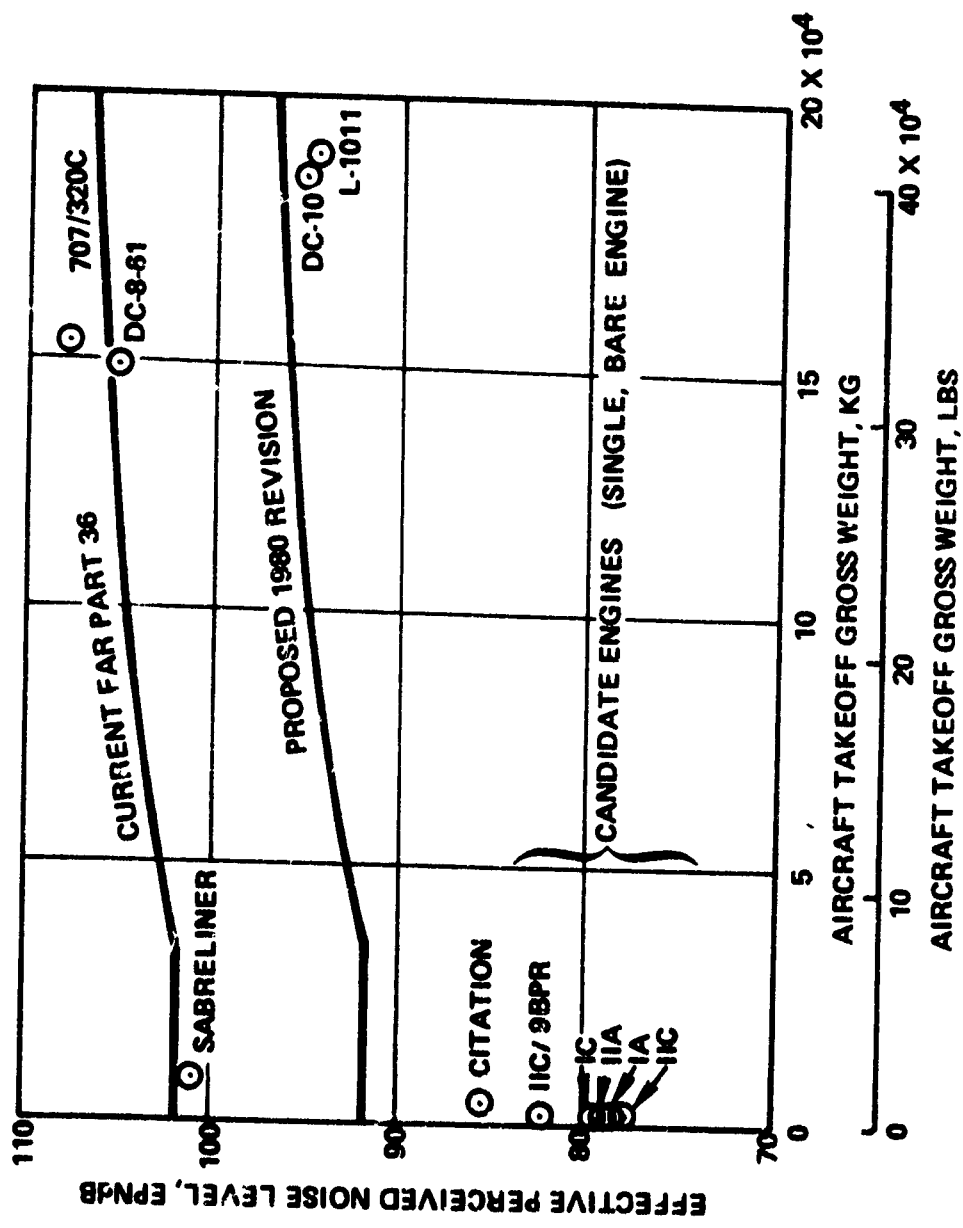 EFFECTIVE PERCEIVED NOISE LEVEL, EPNdB
110
100
90
80
70
CURRENT FAR PART 36
707/320C
DC-8-61
SABRELINER
PROPOSED 1980 REVISION
DC-10
L-1011
CITATION
IIC/ 9BPR
IC
IIA
IA
IIC
CANDIDATE ENGINES (SINGLE, BARE ENGINE)
0
5
10
15
20 X 10⁴
AIRCRAFT TAKEOFF GROSS WEIGHT, KG
0
10
20
30
40 X 10⁴
AIRCRAFT TAKEOFF GROSS WEIGHT, LBS